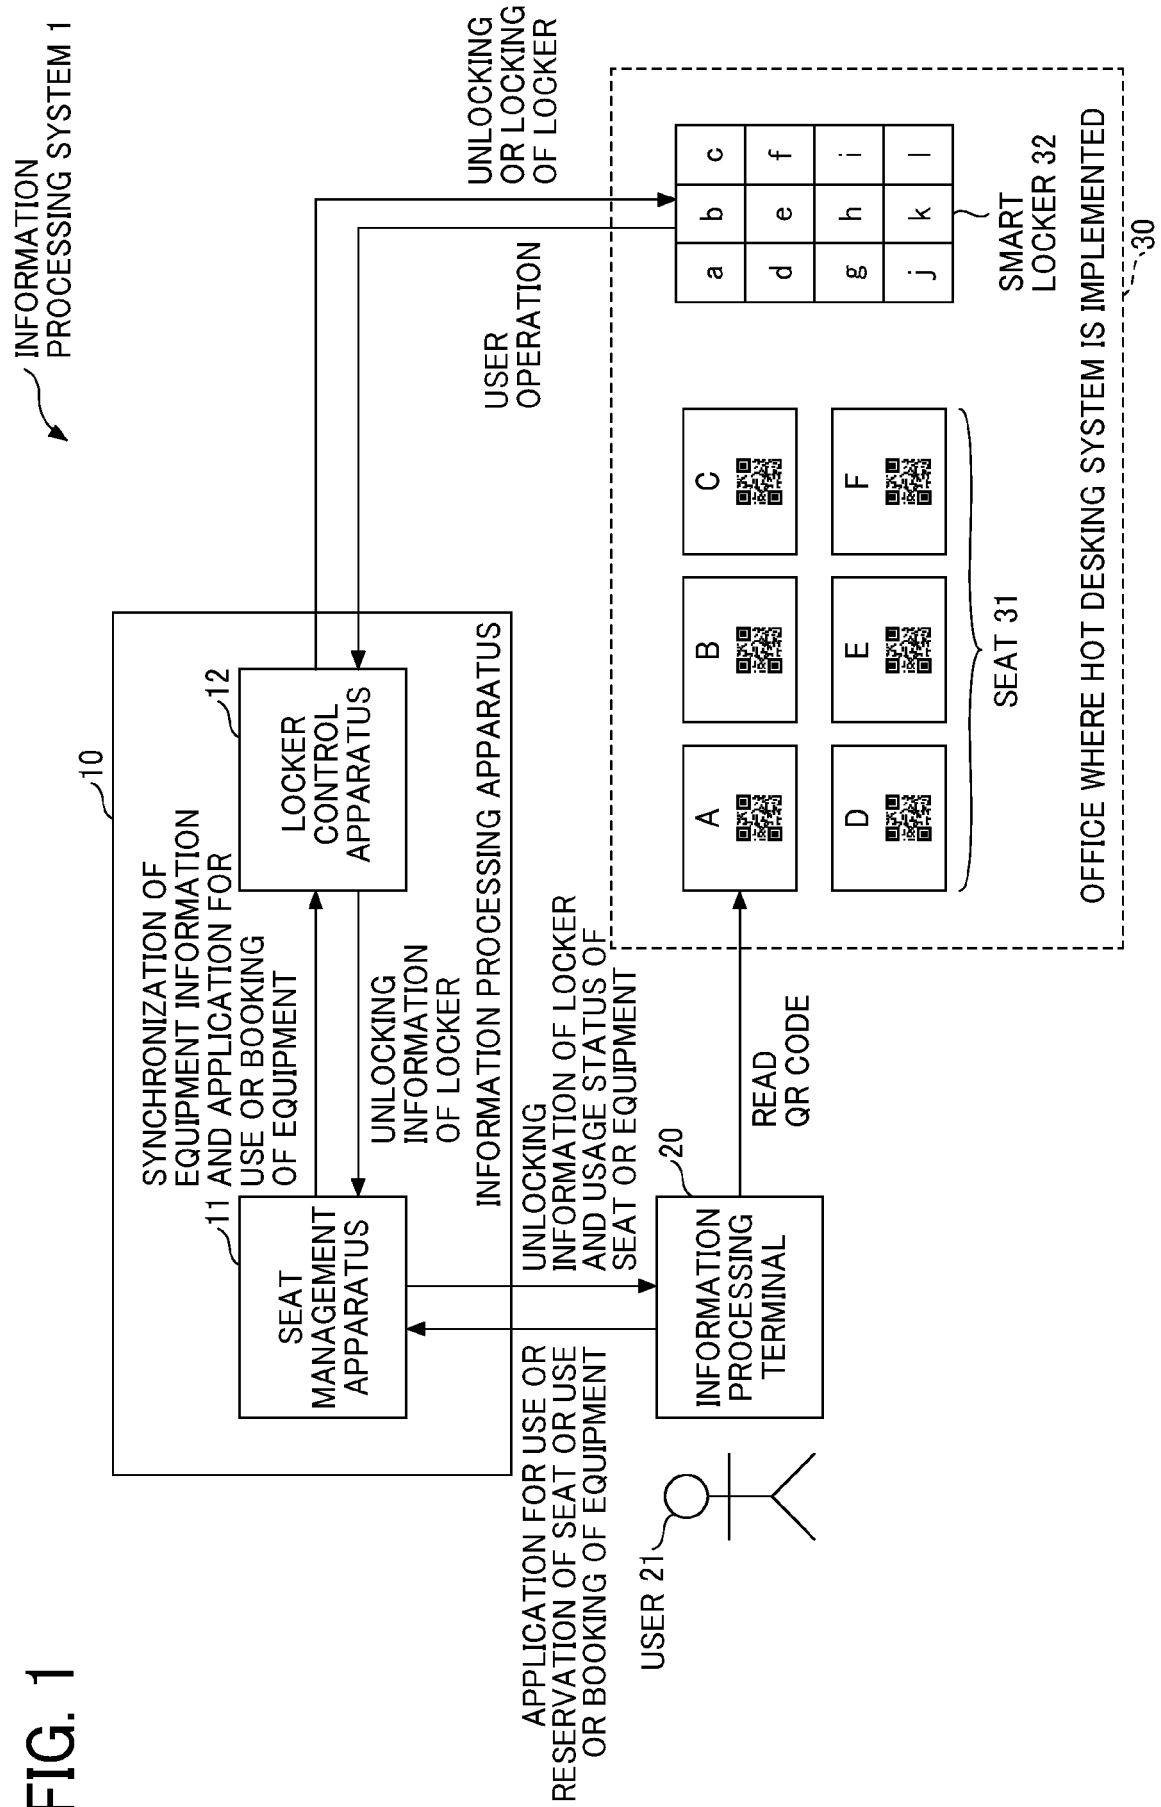 FIG. 1
INFORMATION
PROCESSING SYSTEM 1
10
SYNCHRONIZATION OF
EQUIPMENT INFORMATION
AND APPLICATION FOR
USE OR BOOKING
OF EQUIPMENT
11
SEAT
MANAGEMENT
APPARATUS
12
LOCKER
CONTROL
APPARATUS
UNLOCKING
INFORMATION
OF LOCKER
INFORMATION PROCESSING APPARATUS
UNLOCKING
OR LOCKING
OF LOCKER
USER
OPERATION
APPLICATION FOR USE OR
RESERVATION OF SEAT OR USE
OR BOOKING OF EQUIPMENT
UNLOCKING
INFORMATION OF LOCKER
AND USAGE STATUS OF
SEAT OR EQUIPMENT
USER 21
20
INFORMATION
PROCESSING
TERMINAL
READ
QR CODE
A
B
C
D
E
F
SEAT 31
a b c
d e f
g h i
j k l
SMART
LOCKER 32
OFFICE WHERE HOT DESKING SYSTEM IS IMPLEMENTED
30